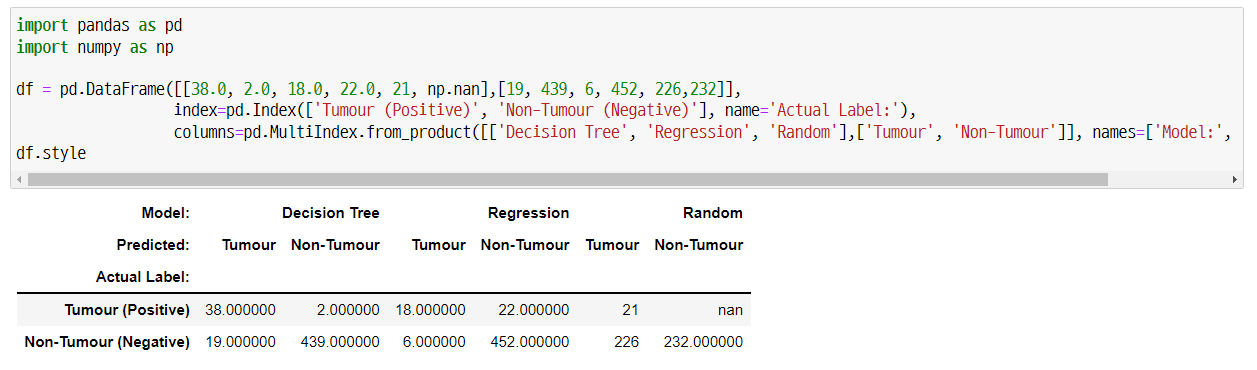 import pandas as pd
import numpy as np
df = pd.DataFrame([[38.0, 2.0, 18.0, 22.0, 21, np.nan],[19, 439, 6, 452, 226,232]],
index=pd.Index(['Tumour (Positive)', 'Non-Tumour (Negative)'], name='Actual Label:'),
columns=pd.MultiIndex.from_product([['Decision Tree', 'Regression', 'Random'],['Tumour', 'Non-Tumour']], names=['Model:',
df.style
Model: Decision Tree Regression Random
Predicted: Tumour Non-Tumour Tumour Non-Tumour Tumour Non-Tumour
Actual Label:
Tumour (Positive) 38.000000 2.000000 18.000000 22.000000 21 nan
Non-Tumour (Negative) 19.000000 439.000000 6.000000 452.000000 226 232.000000